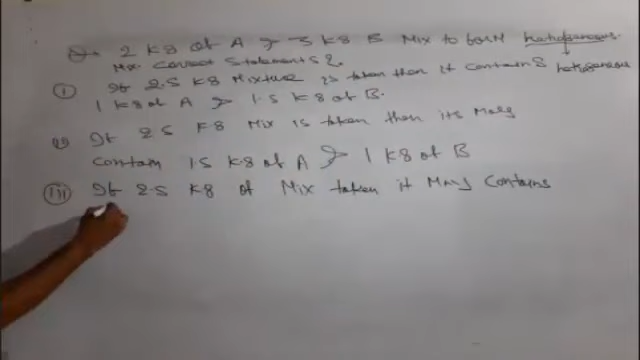 Q. 2 kg of A & 3 kg B Mix to form heterogeneous
Mix. Correct Statements?
heterogeneous
(i) If 2.5 kg Mixture is taken then it contains
1 kg of A & 1.5 kg of B.
(ii) If 2.5 kg Mix is taken then its May
contain 1.5 kg of A & 1 kg of B
(iii) If 2.5 kg of Mix taken it May contains